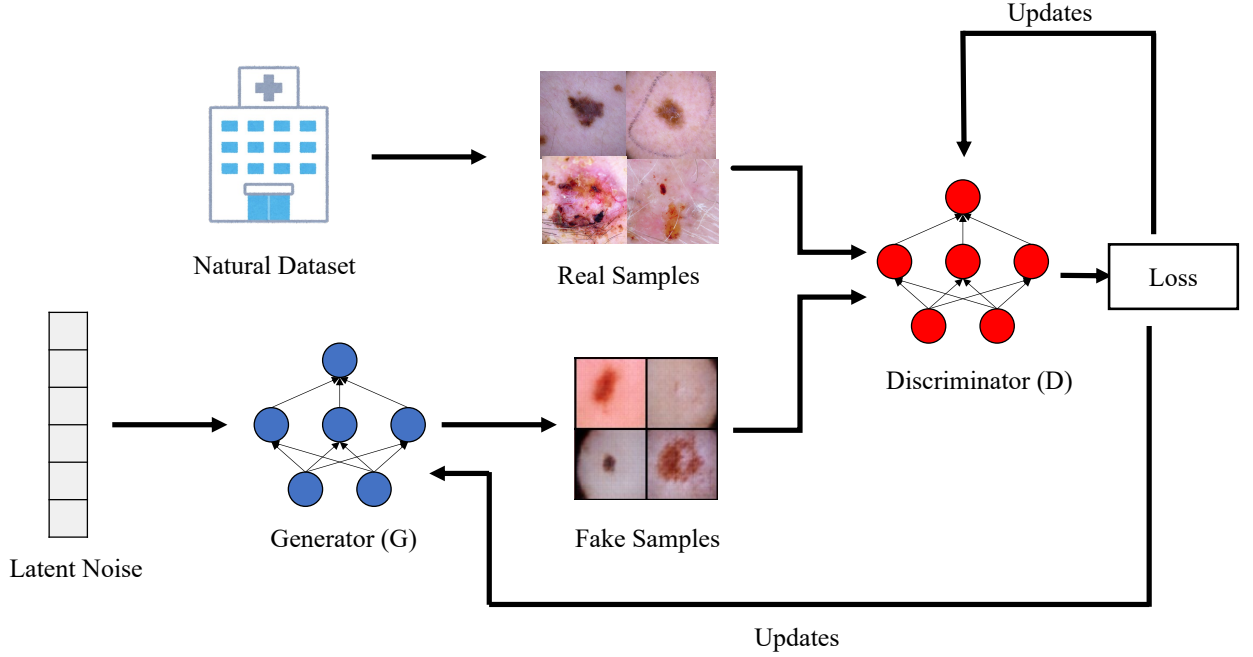 Updates
Natural Dataset
Real Samples
Loss
Discriminator (D)
Generator (G)
Fake Samples
Latent Noise
Updates